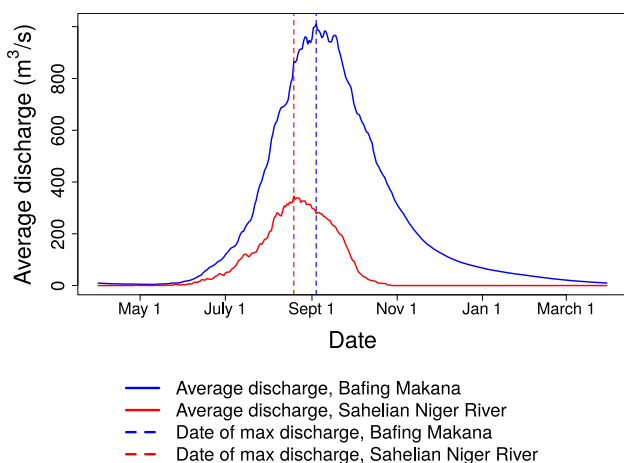 Average discharge (m³/s)
800
600
400
200
0
May 1 July 1 Sept 1 Nov 1 Jan 1 March 1
Date
Average discharge, Bafing Makana
Average discharge, Sahelian Niger River
Date of max discharge, Bafing Makana
Date of max discharge, Sahelian Niger River